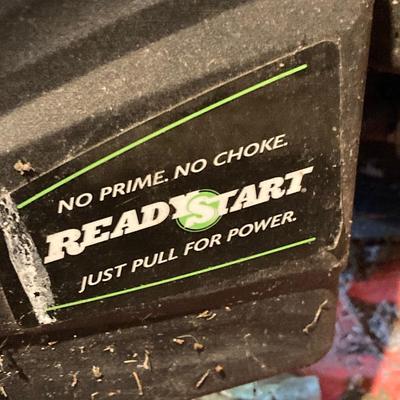 NO PRIME. NO CHOKE.
READYSTART
JUST PULL FOR POWER.